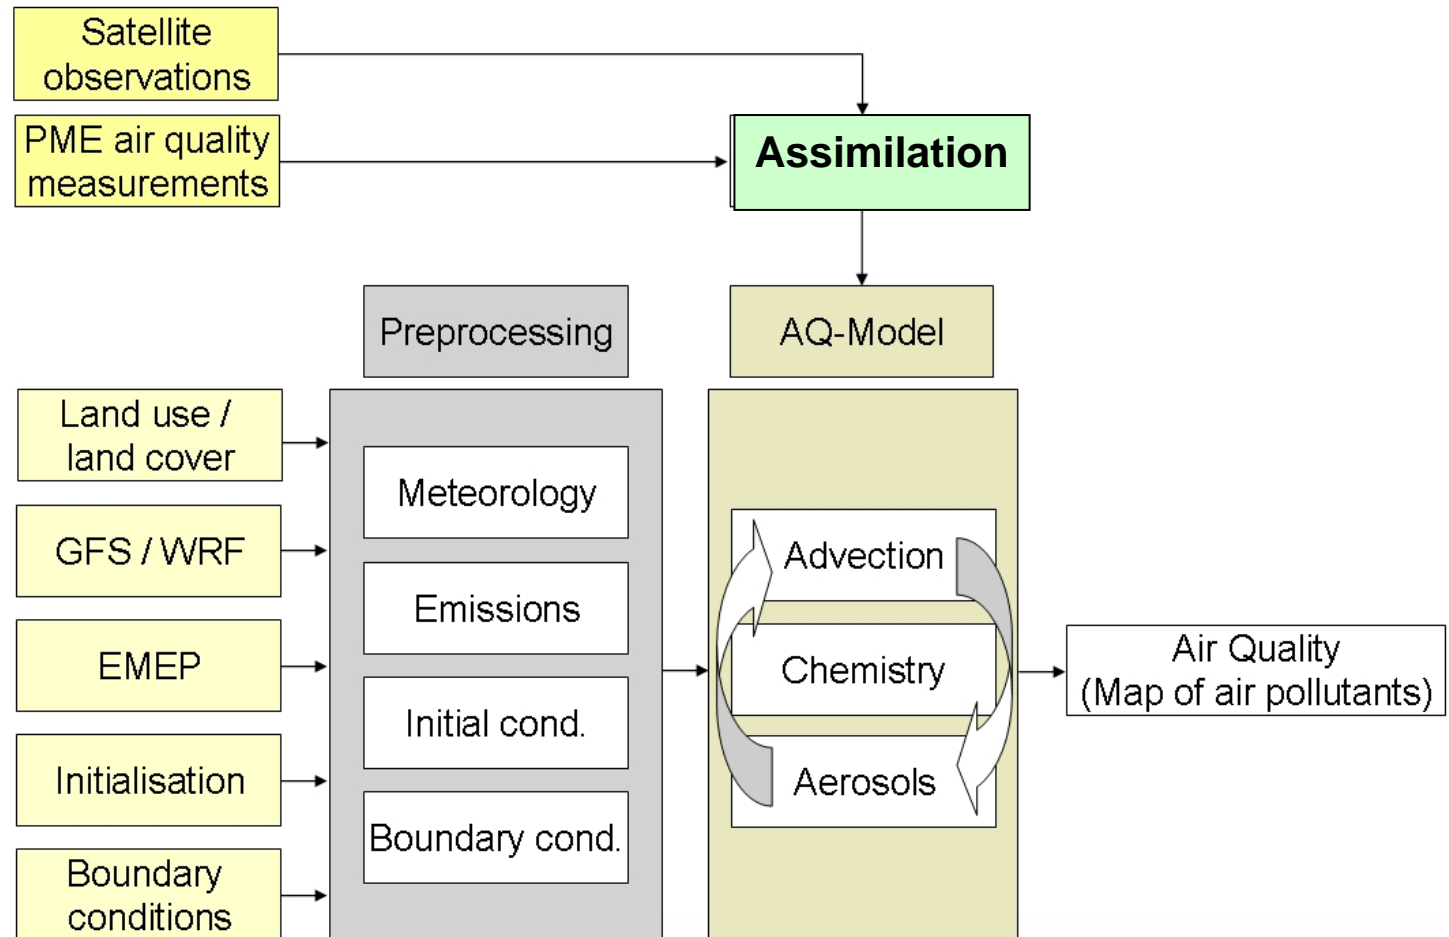 Satellite
observations
PME air quality
measurements
Assimilation
Preprocessing
AQ-Model
Land use /
land cover
GFS / WRF
EMEP
Initialisation
Boundary
conditions
Meteorology
Emissions
Initial cond.
Boundary cond.
Advection
Chemistry
Aerosols
Air Quality
(Map of air pollutants)